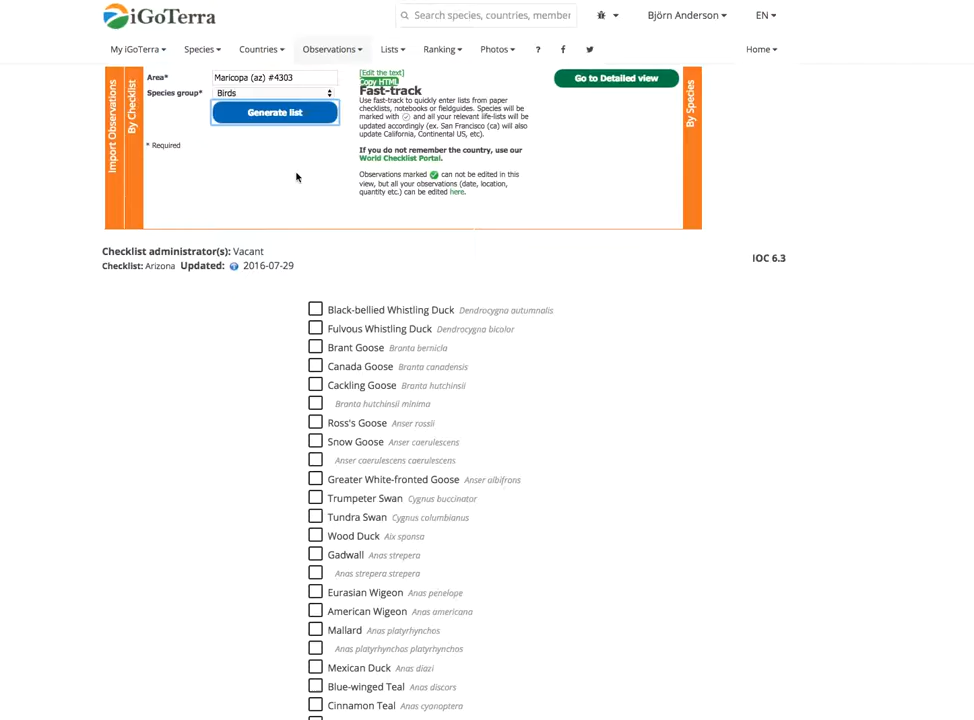 iGoTerra
Search species, countries, member
Björn Anderson
EN
My iGoTerra
Species
Countries
Observations
Lists
Ranking
Photos
?
Home
Import Observations
By Checklist
Area*
Maricopa (az) #4303
Species group*
Birds
Generate list
* Required
[Edit the text]
Copy HTML
Fast-track
Use fast-track to quickly enter lists from paper
checklists, notebooks or fieldguides. Species will be
marked with and all your relevant life-lists will be
updated accordingly (ex. San Francisco (ca) will also
update California, Continental US, etc).
If you do not remember the country, use our
World Checklist Portal.
Observations marked can not be edited in this
view, but all your observations (date, location,
quantity etc.) can be edited here.
Go to Detailed view
By Species
Checklist administrator(s): Vacant
Checklist: Arizona Updated: 2016-07-29
IOC 6.3
Black-bellied Whistling Duck Dendrocygna autumnalis
Fulvous Whistling Duck Dendrocygna bicolor
Brant Goose Branta bernicla
Canada Goose Branta canadensis
Cackling Goose Branta hutchinsii
Branta hutchinsii minima
Ross's Goose Anser rossii
Snow Goose Anser caerulescens
Anser caerulescens caerulescens
Greater White-fronted Goose Anser albifrons
Trumpeter Swan Cygnus buccinator
Tundra Swan Cygnus columbianus
Wood Duck Aix sponsa
Gadwall Anas strepera
Anas strepera strepera
Eurasian Wigeon Anas penelope
American Wigeon Anas americana
Mallard Anas platyrhynchos
Anas platyrhynchos platyrhynchos
Mexican Duck Anas diazi
Blue-winged Teal Anas discors
Cinnamon Teal Anas cyanoptera